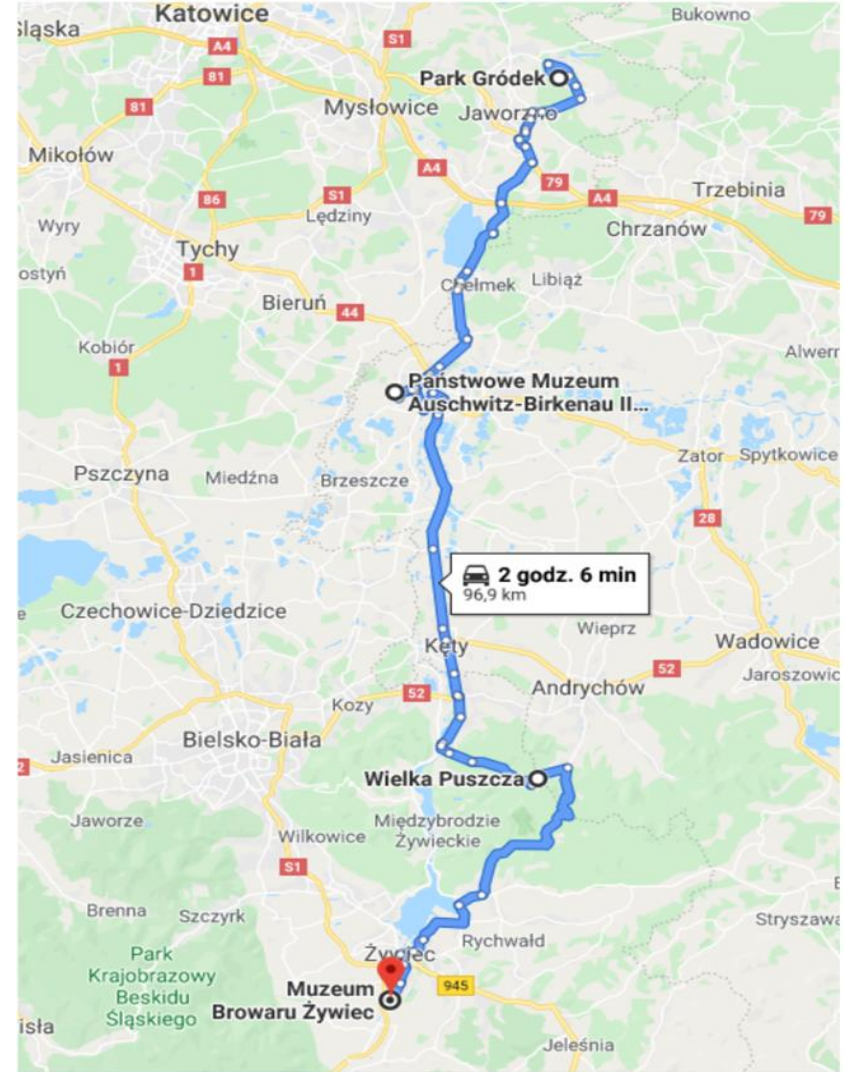 Katowice
Bukowno
Śląska
S1
A4
81
Park Gródek
81
Mysłowice
Jaworzno
Mikołów
A4
79
86
S1
A4
Trzebinia
79
Lędziny
Wyry
Chrzanów
Tychy
ostyń
1
Chełmek
Libiąż
Bieruń
44
Kobiór
1
Alwern
Państwowe Muzeum
Auschwitz-Birkenau II...
Zator
Spytkowice
Pszczyna
Miedźna
Brzeszcze
28
2 godz. 6 min
96,9 km
Czechowice-Dziedzice
e
Wieprz
Wadowice
Kęty
52
Jaroszowic
Andrychów
52
Kozy
Bielsko-Biała
Jasienica
2
Wielka Puszcza
Jaworze
Międzybrodzie
Żywieckie
Wilkowice
S1
Brenna
Szczyrk
Stryszawa
Rychwałd
Park
Krajobrazowy
Beskidu
Śląskiego
Żywiec
945
Muzeum
Browaru Żywiec
isła
Jeleśnia